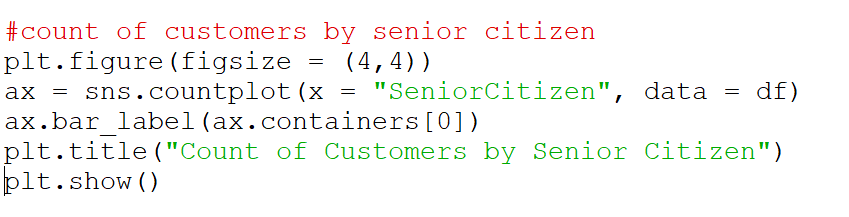 #count of customers by senior citizen
plt.figure(figsize = (4,4))
ax = sns.countplot(x = "SeniorCitizen", data = df)
ax.bar_label(ax.containers[0])
plt.title("Count of Customers by Senior Citizen")
plt.show()